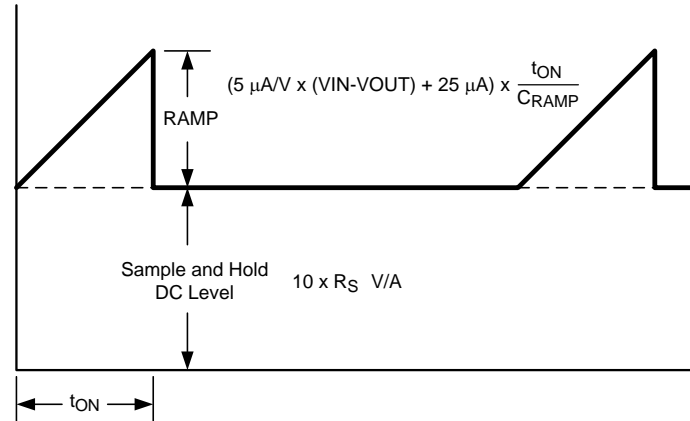 (5 μA/V x (VIN-VOUT) + 25 μA) x tON
CRAMP
RAMP
Sample and Hold
DC Level
10 x RS V/A
tON